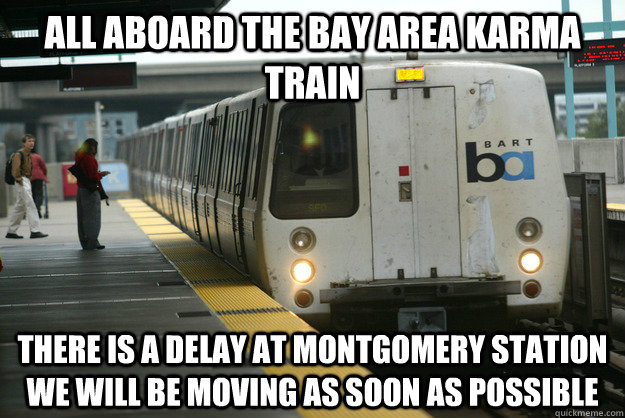 ALL ABOARD THE BAY AREA KARMA
TRAIN
BART
ba
SFO
THERE IS A DELAY AT MONTGOMERY STATION
WE WILL BE MOVING AS SOON AS POSSIBLE
quickmeme.com